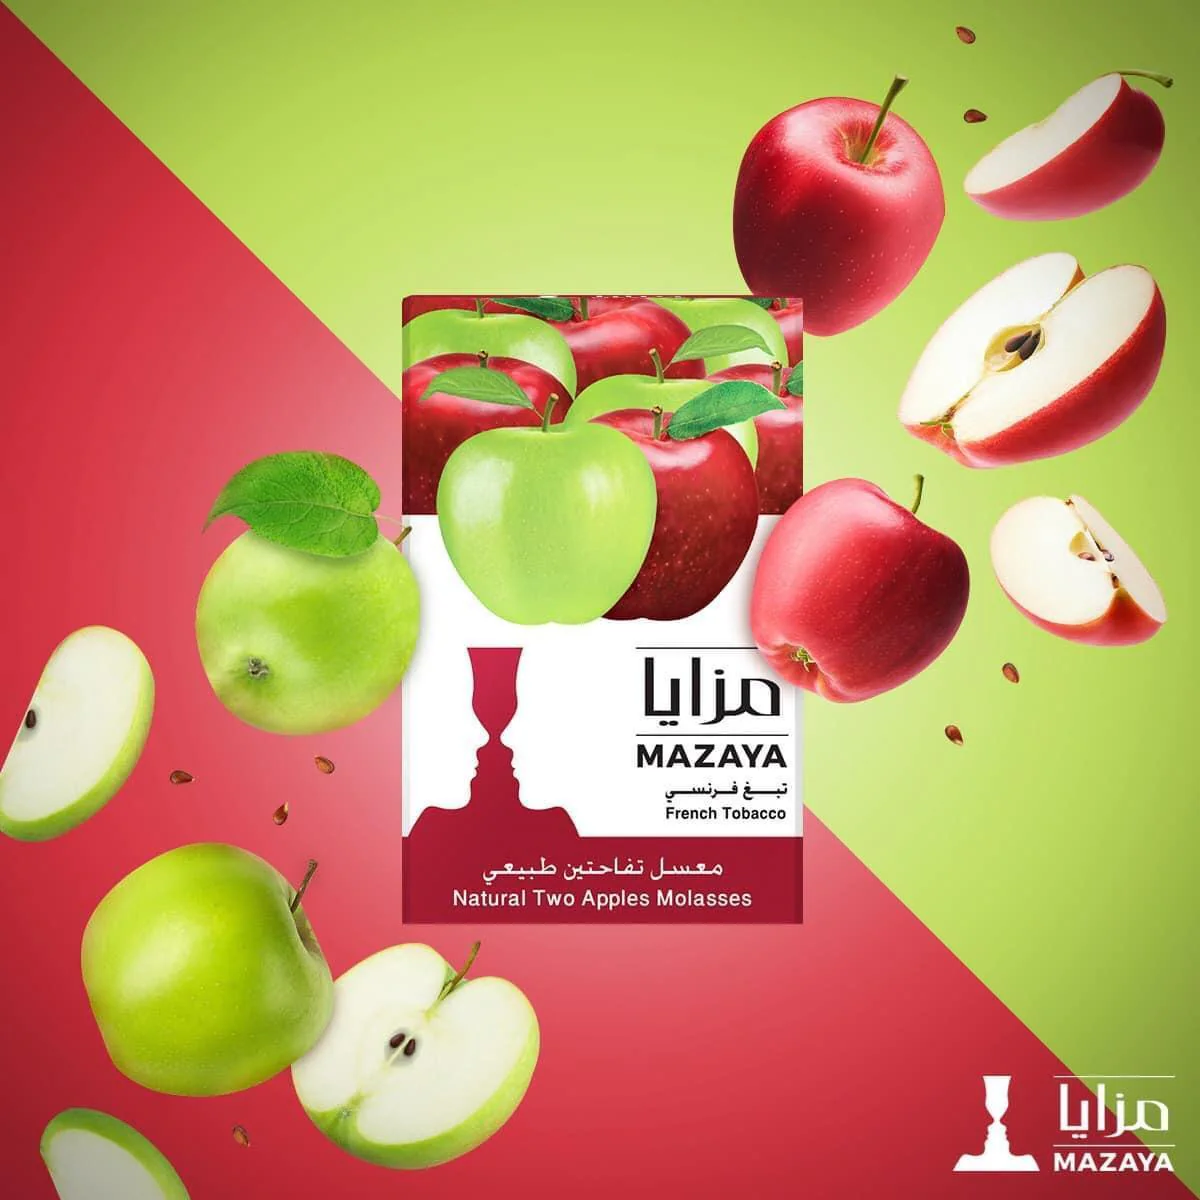 مزايا
MAZAYA
تبغ فرنسي
French Tobacco
معسل تفاحتين طبيعي
Natural Two Apples Molasses
مزايا
MAZAYA